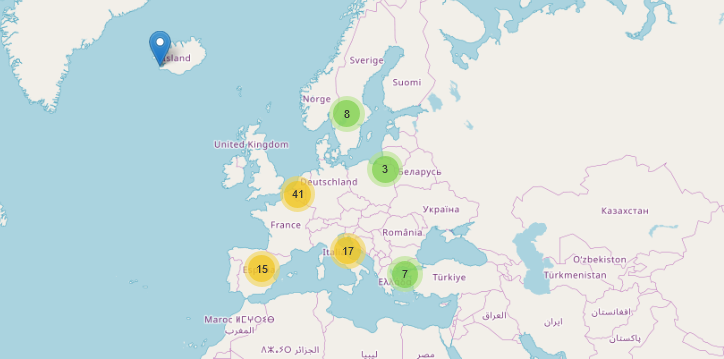 Ísland
Sverige
Suomi
Norge
8
United Kingdom
3
Беларусь
Deutschland
41
Україна
Казахстан
France
România
17
15
7
Türkiye
Oʻzbekiston
Türkmenistan
Maroc ⵍⵎⵖⵔⵉⴱ المغرب
العراق
ایران
افغانستان
پاکستان
الجزائر
ليبيا
مصر